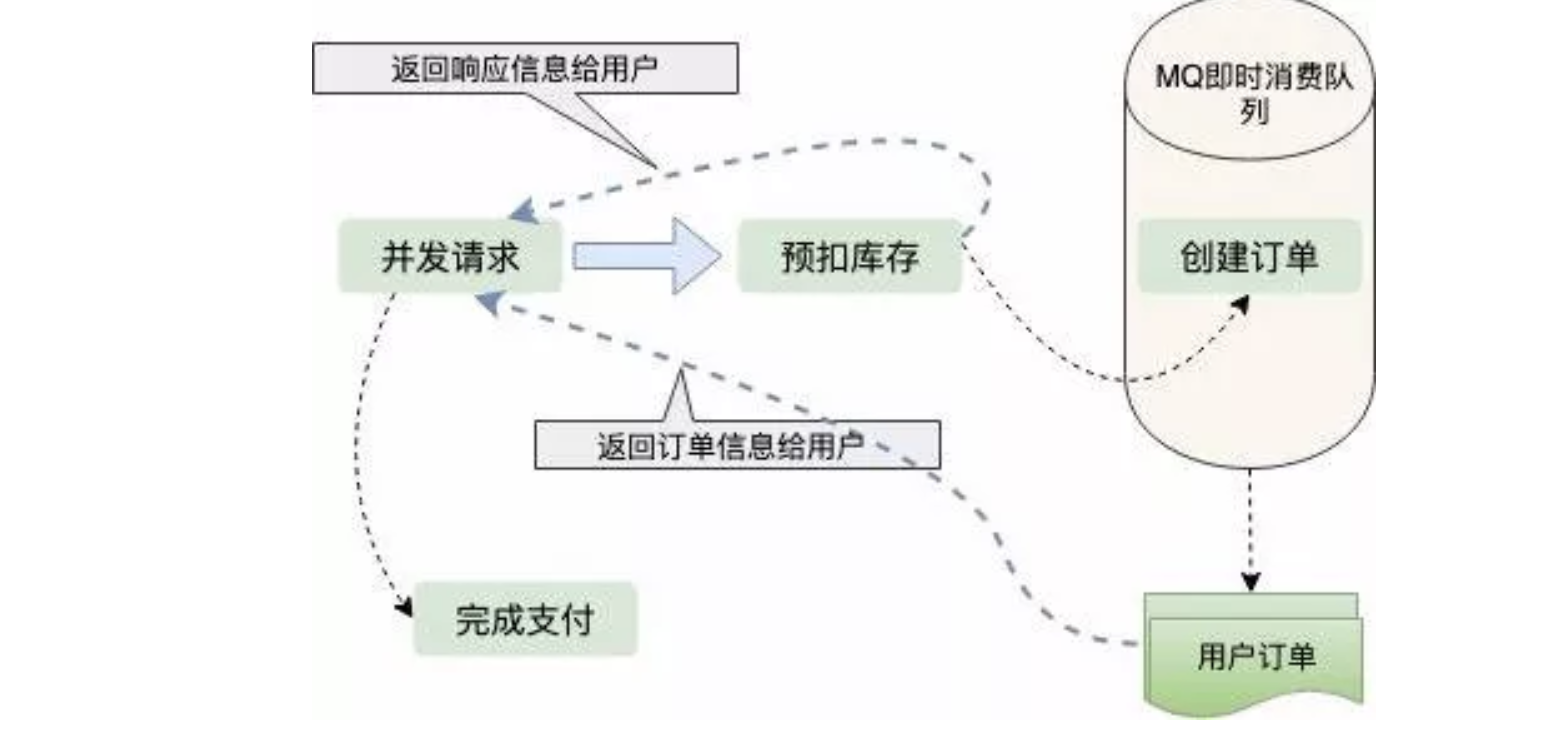 返回响应信息给用户
MQ即时消费队
列
并发请求
预扣库存
创建订单
返回订单信息给用户
完成支付
用户订单